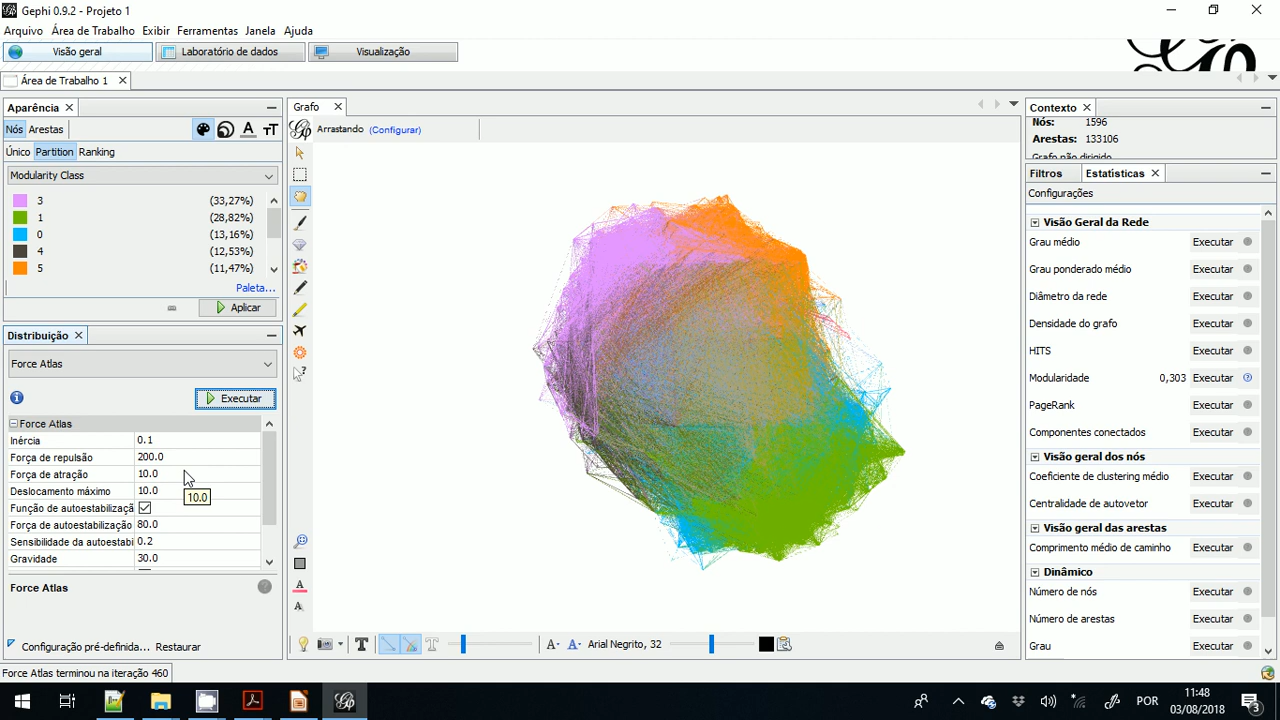 Gephi 0.9.2 - Projeto 1
Arquivo Área de Trabalho Exibir Ferramentas Janela Ajuda
Visão geral Laboratório de dados Visualização
Área de Trabalho 1
Aparência
Nós Arestas
Único Partition Ranking
Modularity Class
3 (33,27%)
1 (28,82%)
0 (13,16%)
4 (12,53%)
5 (11,47%)
Paleta...
Aplicar
Distribuição
Force Atlas
Executar
Force Atlas
Inércia 0.1
Força de repulsão 200.0
Força de atração 10.0
Deslocamento máximo 10.0
10.0
Função de autoestabilizaçã
Força de autoestabilização 80.0
Sensibilidade da autoestabi 0.2
Gravidade 30.0
Force Atlas
Configuração pré-definida... Restaurar
Force Atlas terminou na iteração 460
Grafo
Arrastando (Configurar)
Arial Negrito, 32
Contexto
Nós: 1596
Arestas: 133106
Grafo não dirigido
Filtros Estatísticas
Configurações
Visão Geral da Rede
Grau médio Executar
Grau ponderado médio Executar
Diâmetro da rede Executar
Densidade do grafo Executar
HITS Executar
Modularidade 0,303 Executar
PageRank Executar
Componentes conectados Executar
Visão geral dos nós
Coeficiente de clustering médio Executar
Centralidade de autovetor Executar
Visão geral das arestas
Comprimento médio de caminho Executar
Dinâmico
Número de nós Executar
Número de arestas Executar
Grau Executar
POR
11:48
03/08/2018
3